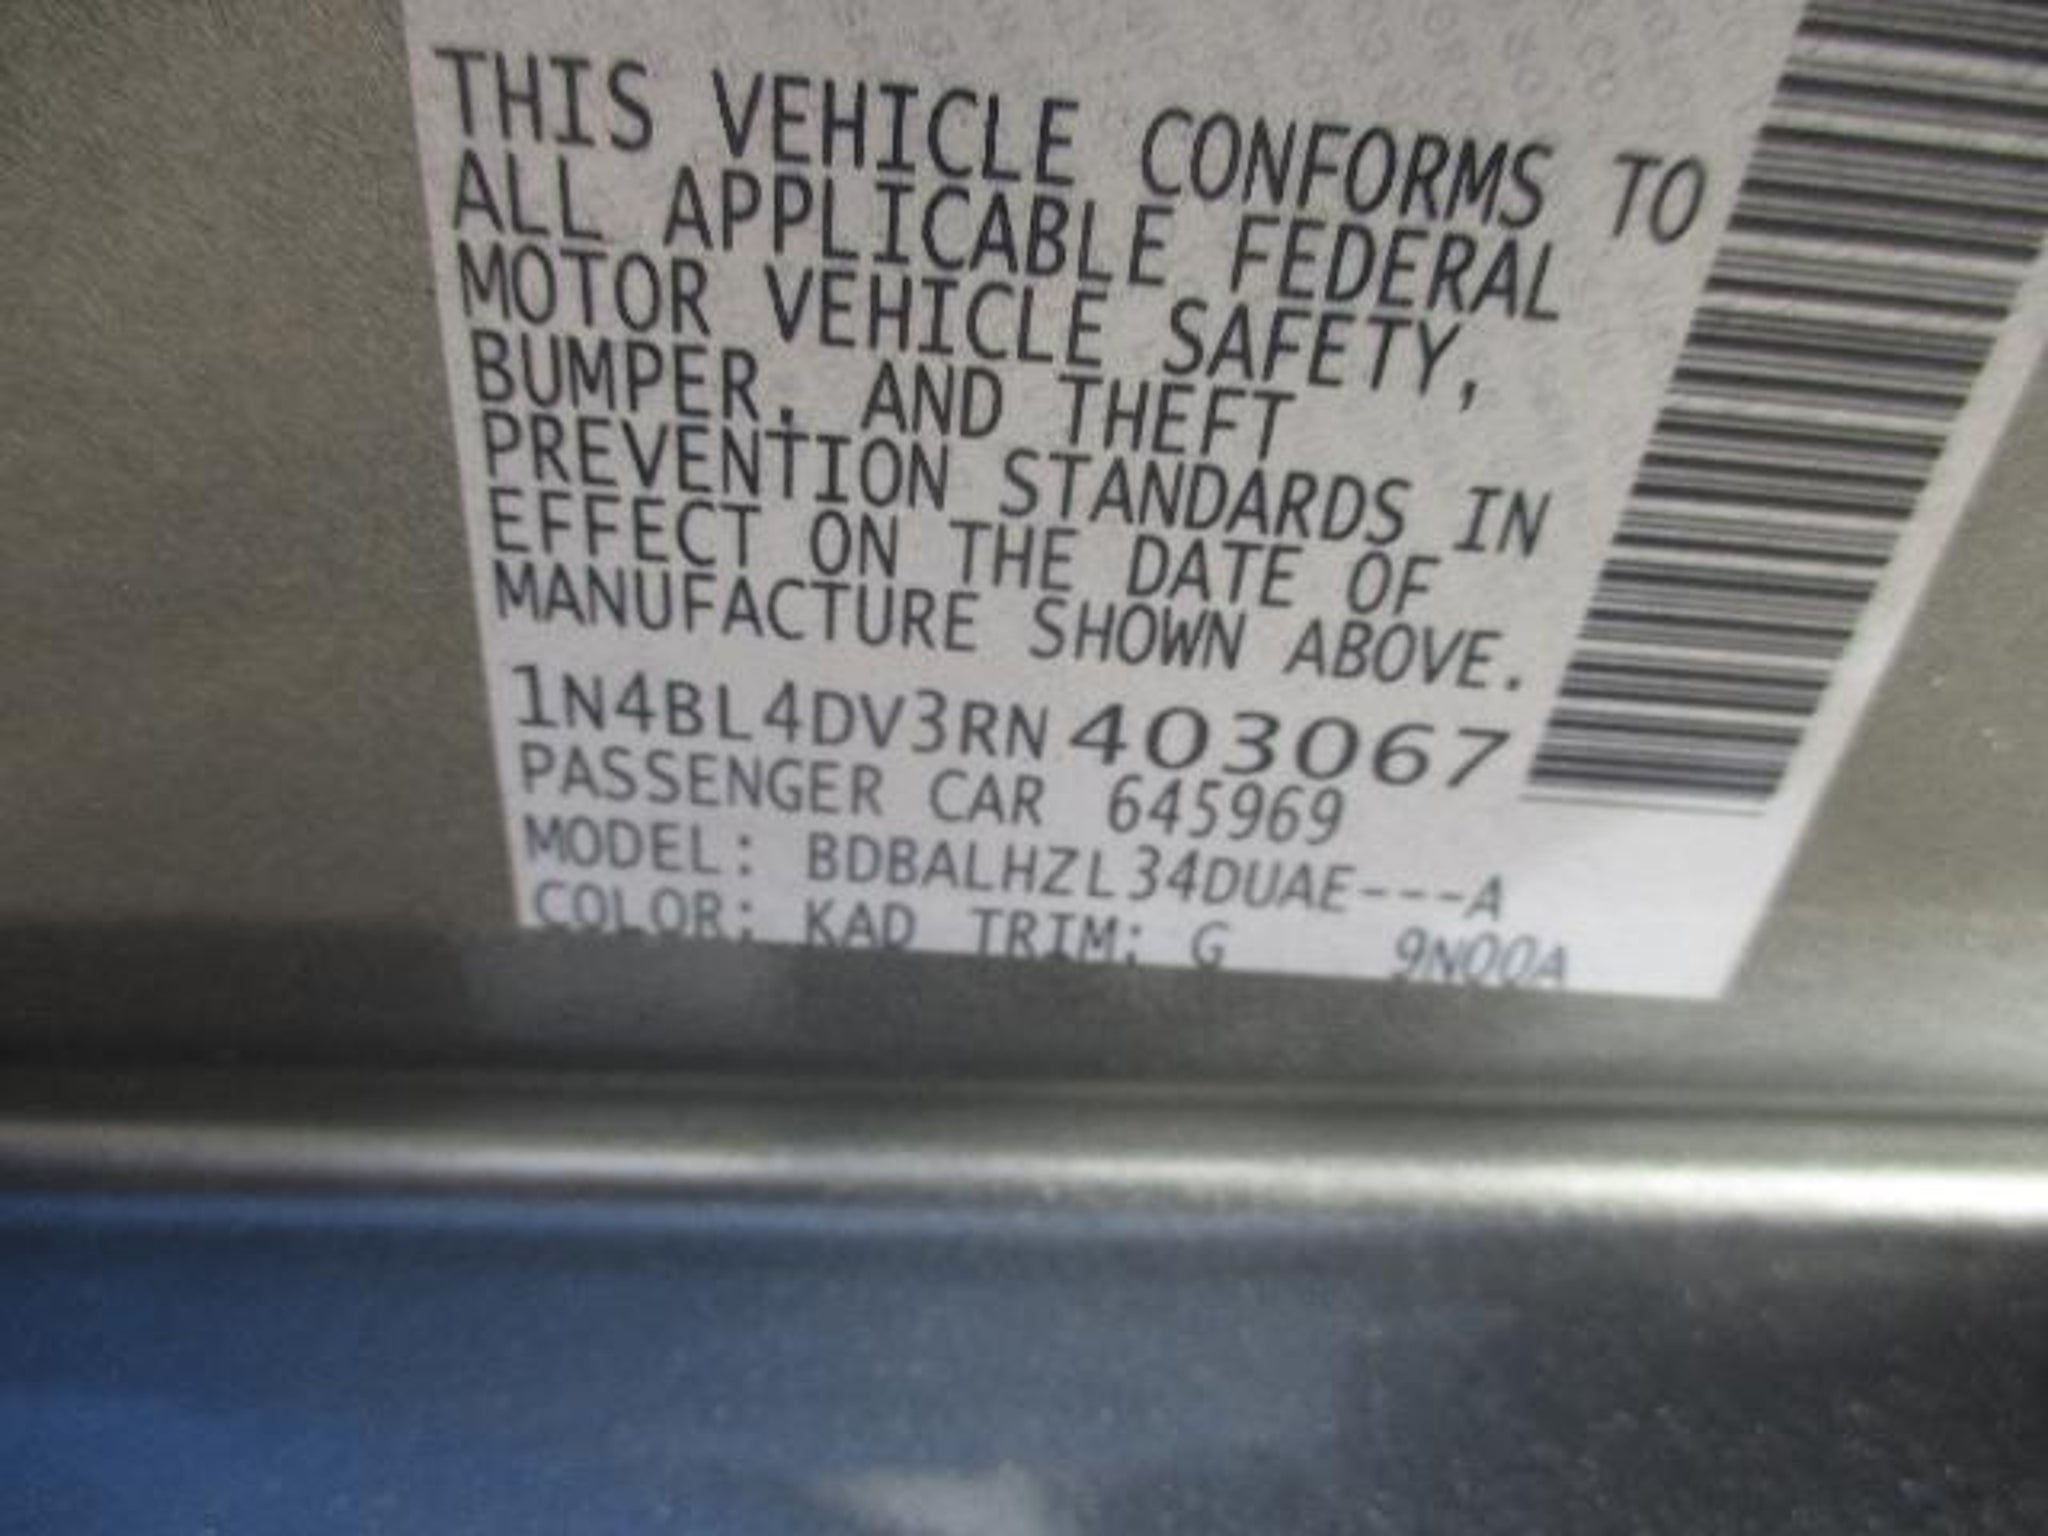 THIS VEHICLE CONFORMS TO
ALL APPLICABLE FEDERAL
MOTOR VEHICLE SAFETY,
BUMPER, AND THEFT
PREVENTION STANDARDS IN
EFFECT ON THE DATE OF
MANUFACTURE SHOWN ABOVE.
1N4BL4DV3RN403067
PASSENGER CAR 645969
MODEL: BDBALHZL34DUAE---A
COLOR: KAD TRIM: G 9N00A